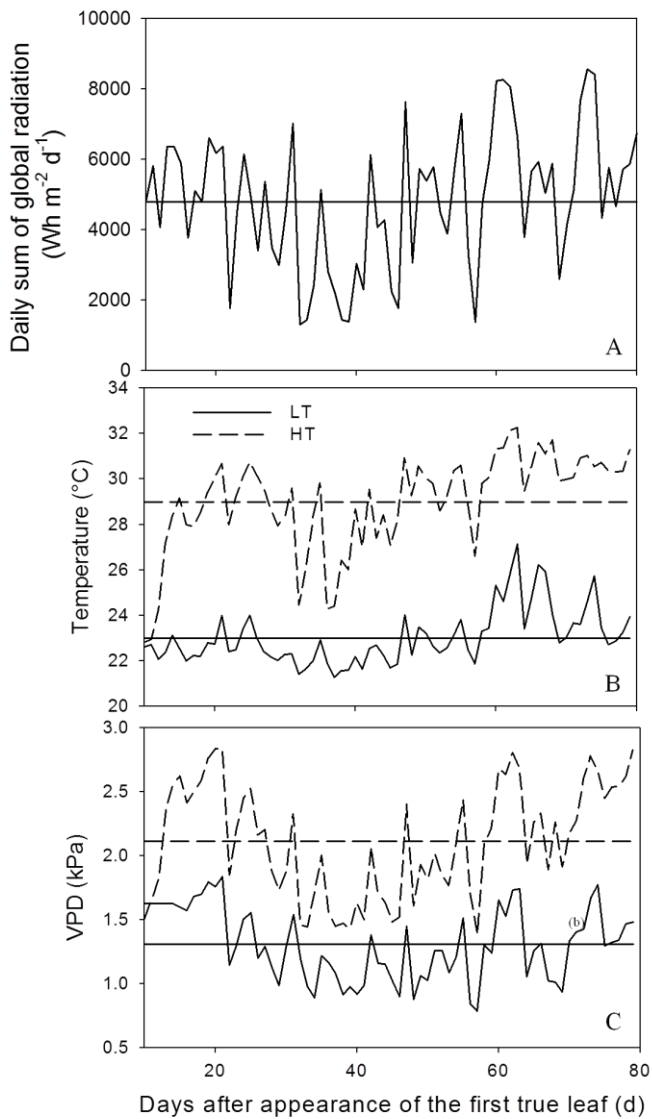 10000
8000
6000
4000
2000
0
Daily sum of global radiation
(Wh m-2 d-1)
A
34
32
30
28
26
24
22
20
Temperature (°C)
LT
HT
B
3.0
2.5
2.0
1.5
1.0
0.5
VPD (kPa)
(b)
C
20 40 60 80
Days after appearance of the first true leaf (d)